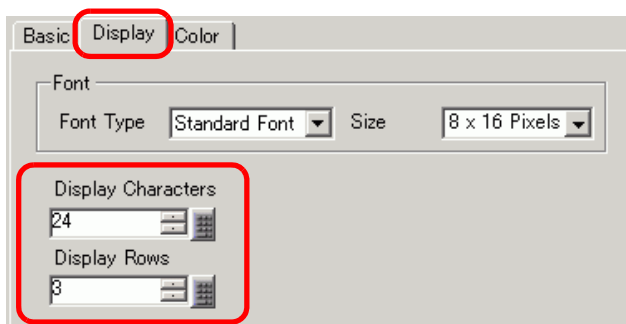 Basic Display Color
Font
Font Type Standard Font Size 8 x 16 Pixels
Display Characters
24
Display Rows
3